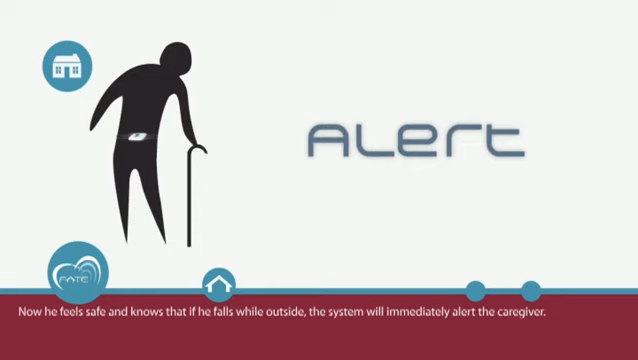 Alert
FATE
Now he feels safe and knows that if he falls while outside, the system will immediately alert the caregiver.